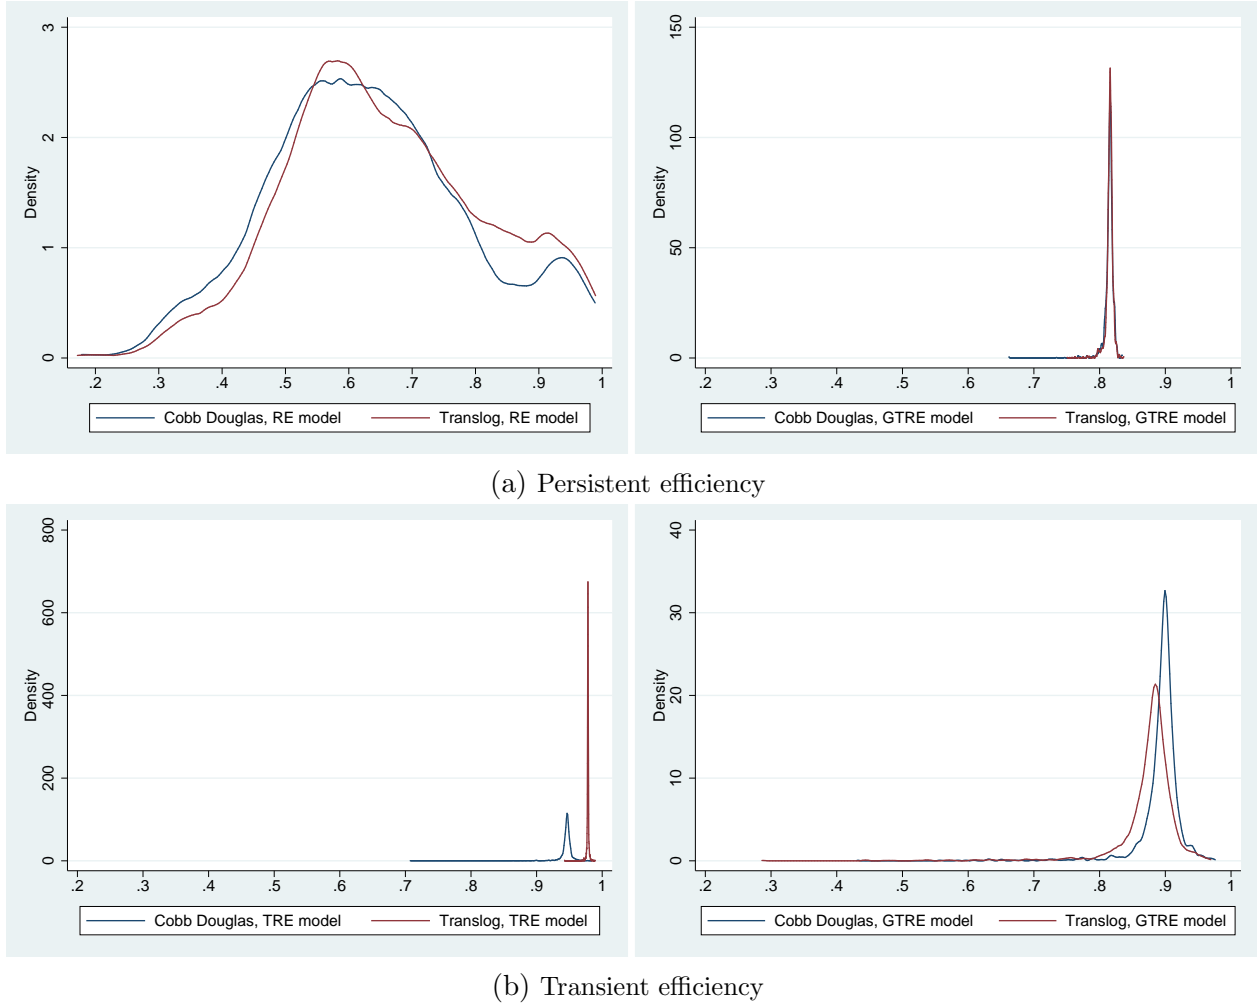 Density
0
1
2
3
.2 .3 .4 .5 .6 .7 .8 .9 1
Cobb Douglas, RE model Translog, RE model
Density
0
50
100
150
.2 .3 .4 .5 .6 .7 .8 .9 1
Cobb Douglas, GTRE model Translog, GTRE model
(a) Persistent efficiency
Density
0
200
400
600
800
.2 .3 .4 .5 .6 .7 .8 .9 1
Cobb Douglas, TRE model Translog, TRE model
Density
0
10
20
30
40
.2 .3 .4 .5 .6 .7 .8 .9 1
Cobb Douglas, GTRE model Translog, GTRE model
(b) Transient efficiency